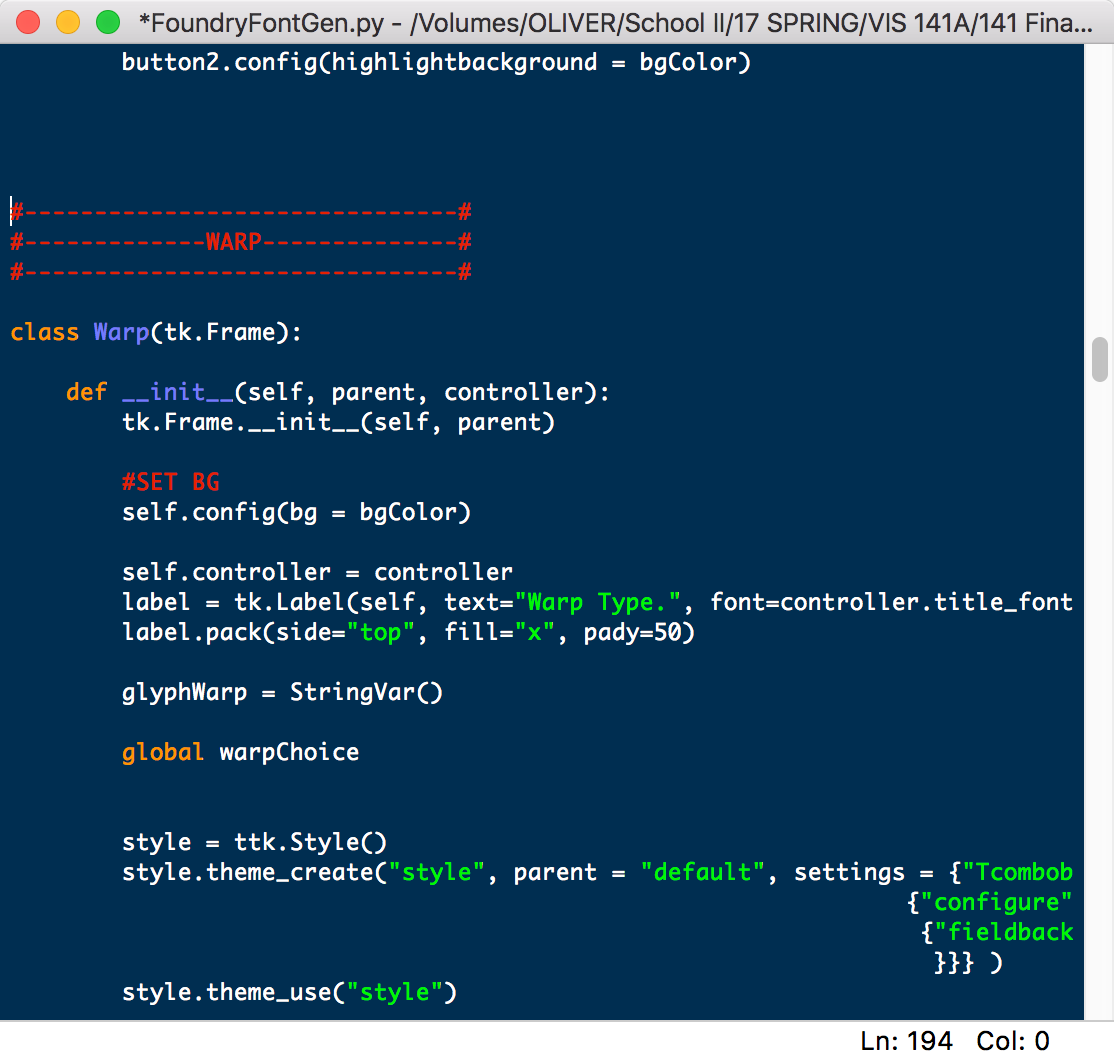 *FoundryFontGen.py - /Volumes/OLIVER/School II/17 SPRING/VIS 141A/141 Fina...
button2.config(highlightbackground = bgColor)
#-------------------------------#
#-------------WARP--------------#
#-------------------------------#
class Warp(tk.Frame):
def __init__(self, parent, controller):
tk.Frame.__init__(self, parent)
#SET BG
self.config(bg = bgColor)
self.controller = controller
label = tk.Label(self, text="Warp Type.", font=controller.title_font
label.pack(side="top", fill="x", pady=50)
glyphWarp = StringVar()
global warpChoice
style = ttk.Style()
style.theme_create("style", parent = "default", settings = {"Tcombob
{"configure"
{"fieldback
}}} )
style.theme_use("style")
Ln: 194 Col: 0